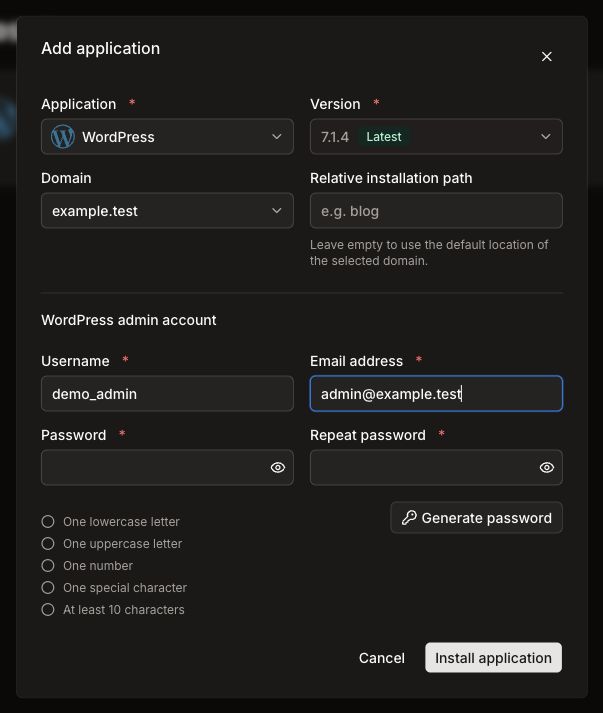 Add application
Application *
Version *
WordPress
7.1.4 Latest
Domain
Relative installation path
example.test
e.g. blog
Leave empty to use the default location of
the selected domain.
WordPress admin account
Username *
Email address *
demo_admin
admin@example.test
Password *
Repeat password *
Generate password
One lowercase letter
One uppercase letter
One number
One special character
At least 10 characters
Cancel
Install application